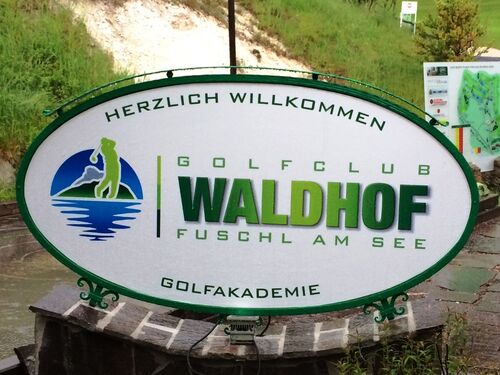 HERZLICH WILLKOMMEN
GOLFCLUB
WALDHOF
FUSCHL AM SEE
GOLFAKADEMIE